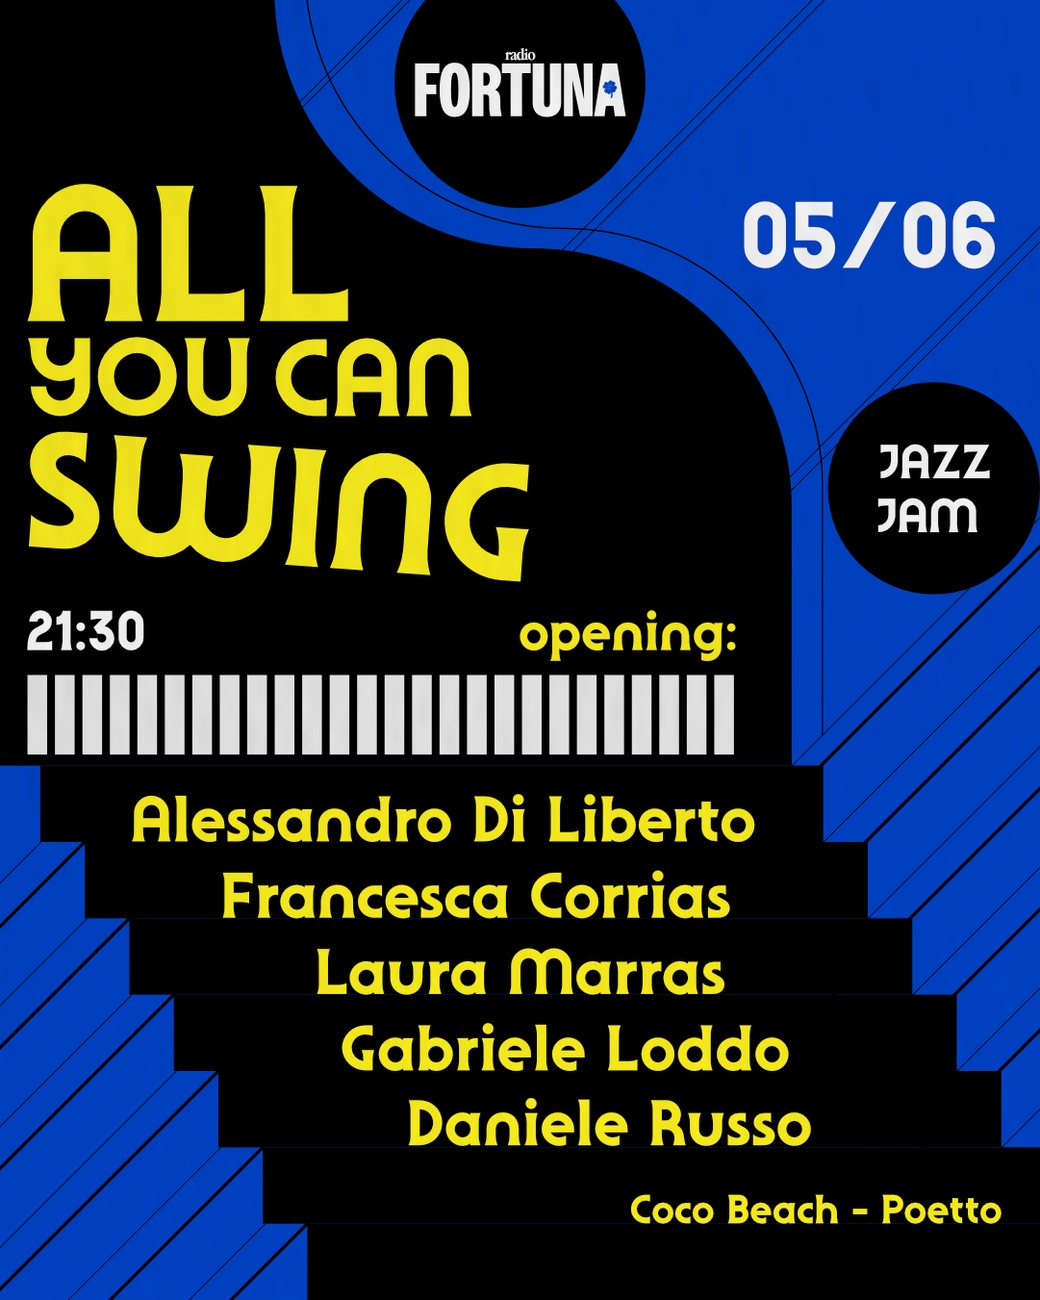 radio
FORTUNA
05/06
ALL
YOU CAN
SWING
JAZZ
JAM
21:30
opening:
Alessandro Di Liberto
Francesca Corrias
Laura Marras
Gabriele Loddo
Daniele Russo
Coco Beach - Poetto